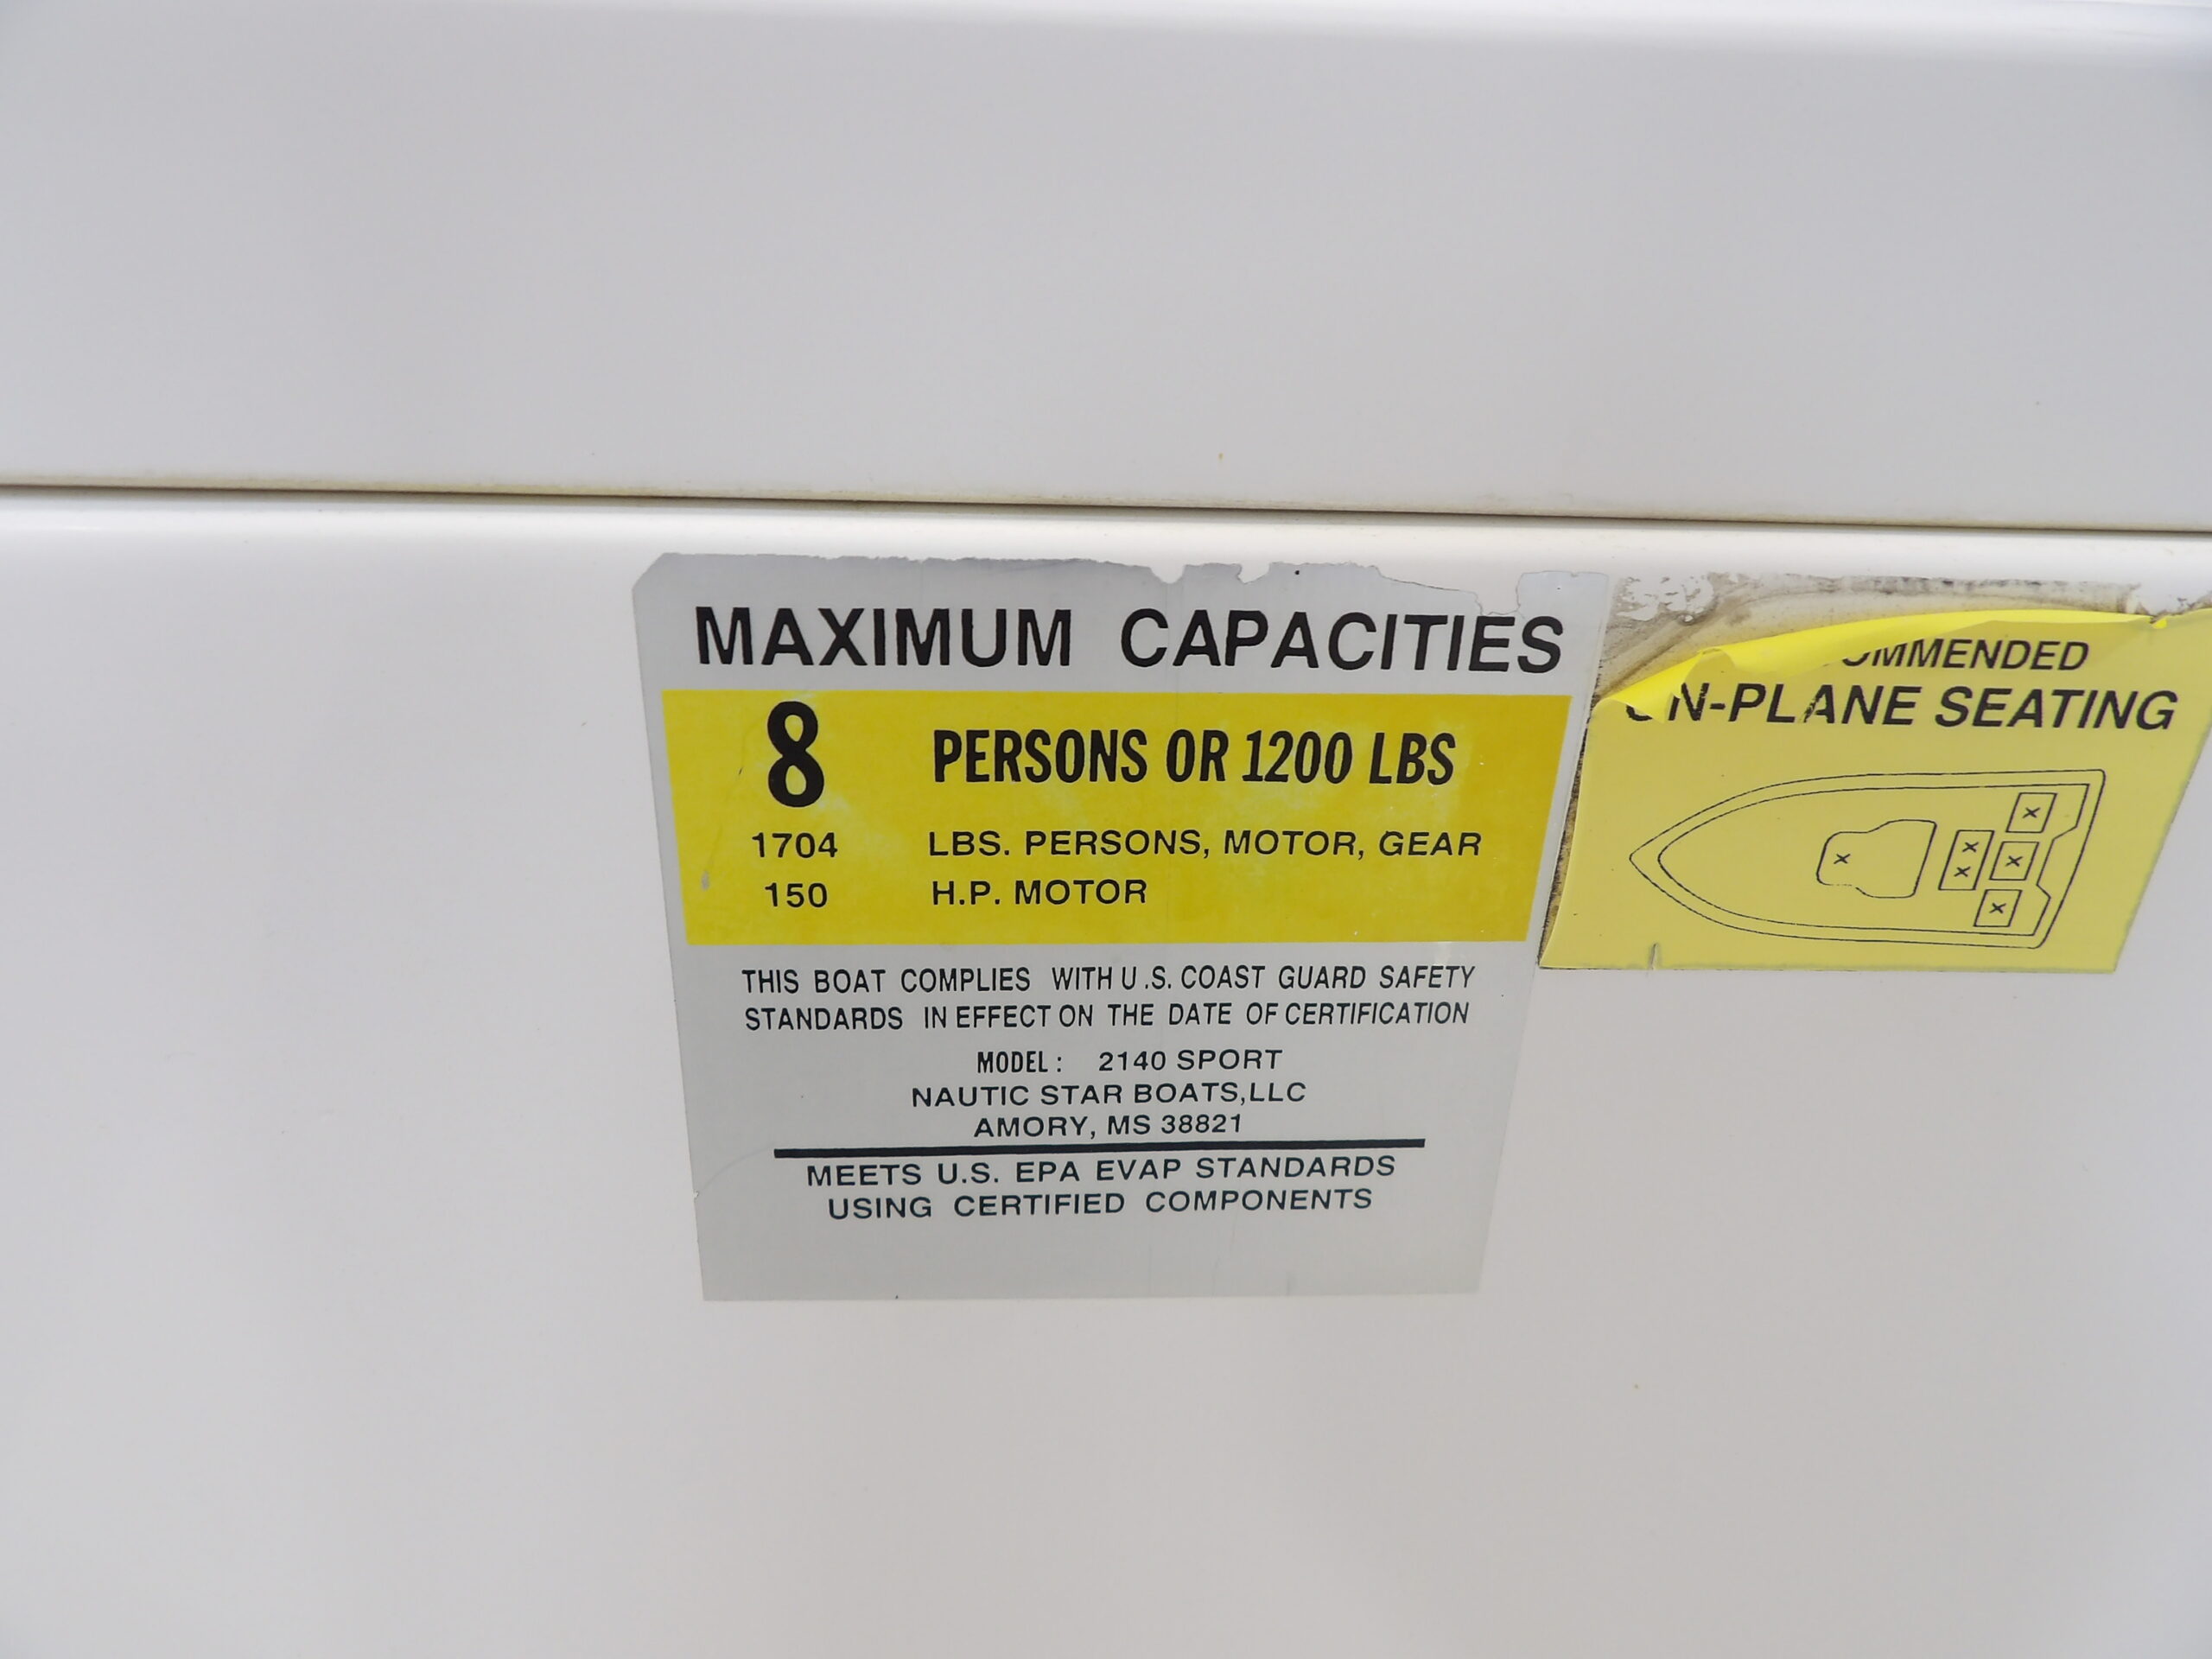 MAXIMUM CAPACITIES
8 PERSONS OR 1200 LBS
1704 LBS. PERSONS, MOTOR, GEAR
150 H.P. MOTOR
THIS BOAT COMPLIES WITH U.S. COAST GUARD SAFETY
STANDARDS IN EFFECT ON THE DATE OF CERTIFICATION
MODEL: 2140 SPORT
NAUTIC STAR BOATS,LLC
AMORY, MS 38821
MEETS U.S. EPA EVAP STANDARDS
USING CERTIFIED COMPONENTS
OMMENDED
ON-PLANE SEATING
X
X
X
X
X
X